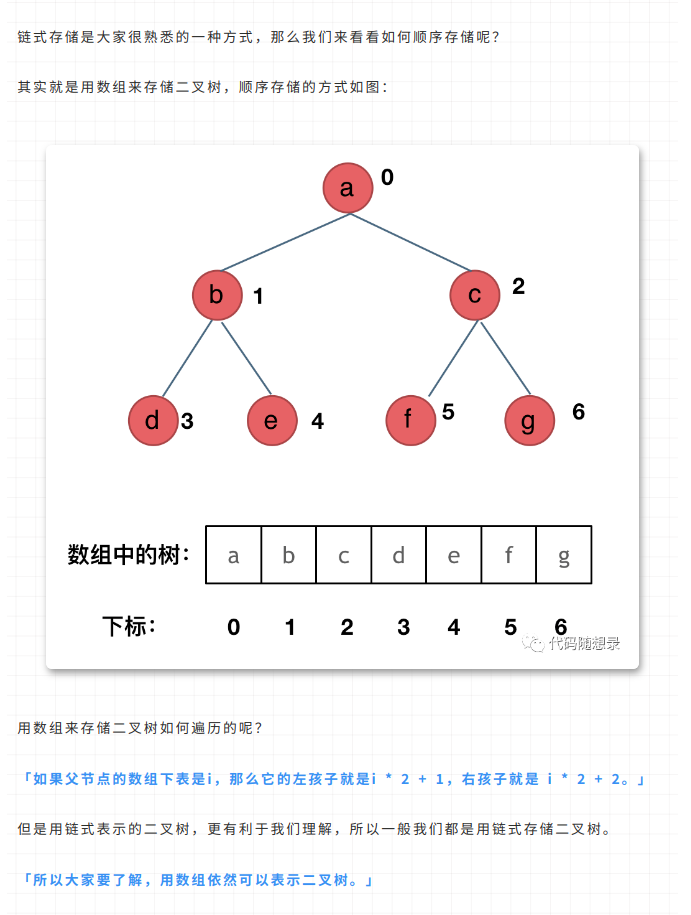 链式存储是大家很熟悉的一种方式，那么我们来看看如何顺序存储呢？
其实就是用数组来存储二叉树，顺序存储的方式如图：
a 0
b 1 c 2
d 3 e 4 f 5 g 6
数组中的树： a b c d e f g
下标： 0 1 2 3 4 5 6
代码随想录
用数组来存储二叉树如何遍历的呢？
「如果父节点的数组下表是i，那么它的左孩子就是i * 2 + 1，右孩子就是 i * 2 + 2。」
但是用链式表示的二叉树，更有利于我们理解，所以一般我们都是用链式存储二叉树。
「所以大家要了解，用数组依然可以表示二叉树。」